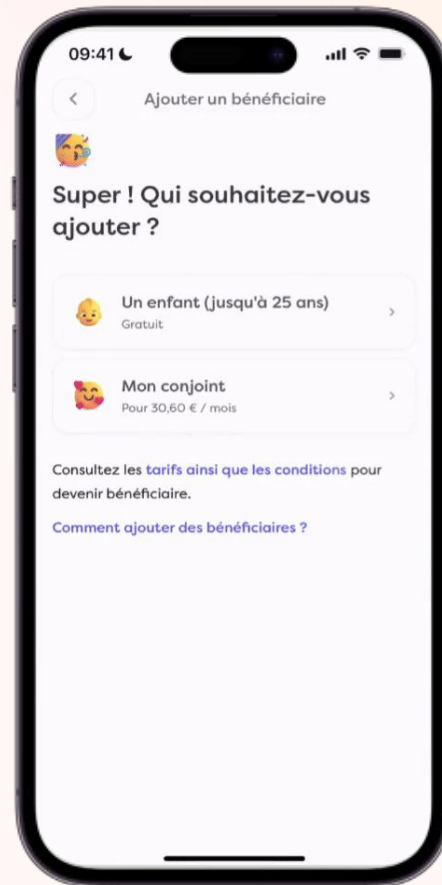 09:41
Ajouter un bénéficiaire
Super ! Qui souhaitez-vous
ajouter ?
Un enfant (jusqu'à 25 ans)
Gratuit
Mon conjoint
Pour 30,60 € / mois
Consultez les tarifs ainsi que les conditions pour
devenir bénéficiaire.
Comment ajouter des bénéficiaires ?